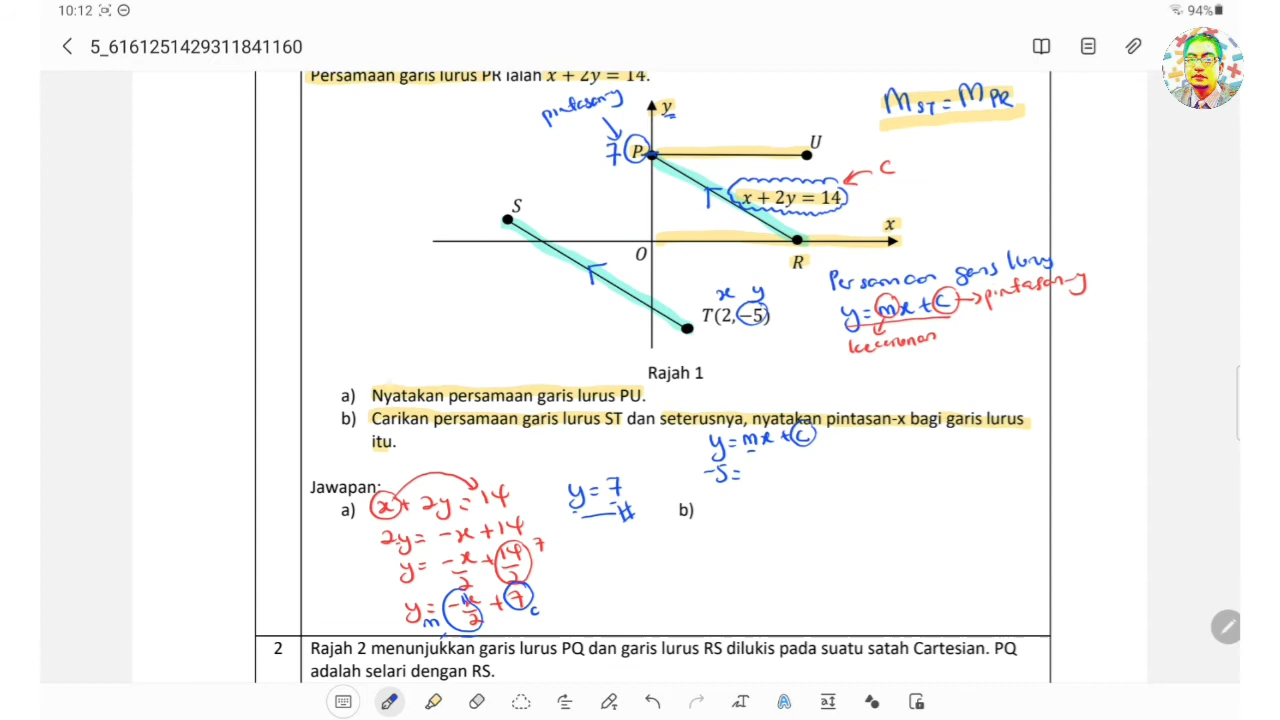 10:12
94%
5_6161251429311841160
Persamaan garis lurus PR ialah x + 2y = 14.
M_ST = M_PR
pintasan-y
y
7 P
U
C
x + 2y = 14
S
x
O
R
Persamaan garis lurus
y = mx + c → pintasan-y
kecerunan
x y
T(2, −5)
Rajah 1
a) Nyatakan persamaan garis lurus PU.
b) Carikan persamaan garis lurus ST dan seterusnya, nyatakan pintasan-x bagi garis lurus
itu.
y = mx + c
-5 =
Jawapan:
a) x + 2y = 14
y = 7
b)
2y = -x + 14
y = -x/2 + 14/2 7
y = -x/2 + 7
m c
2 Rajah 2 menunjukkan garis lurus PQ dan garis lurus RS dilukis pada suatu satah Cartesian. PQ
adalah selari dengan RS.